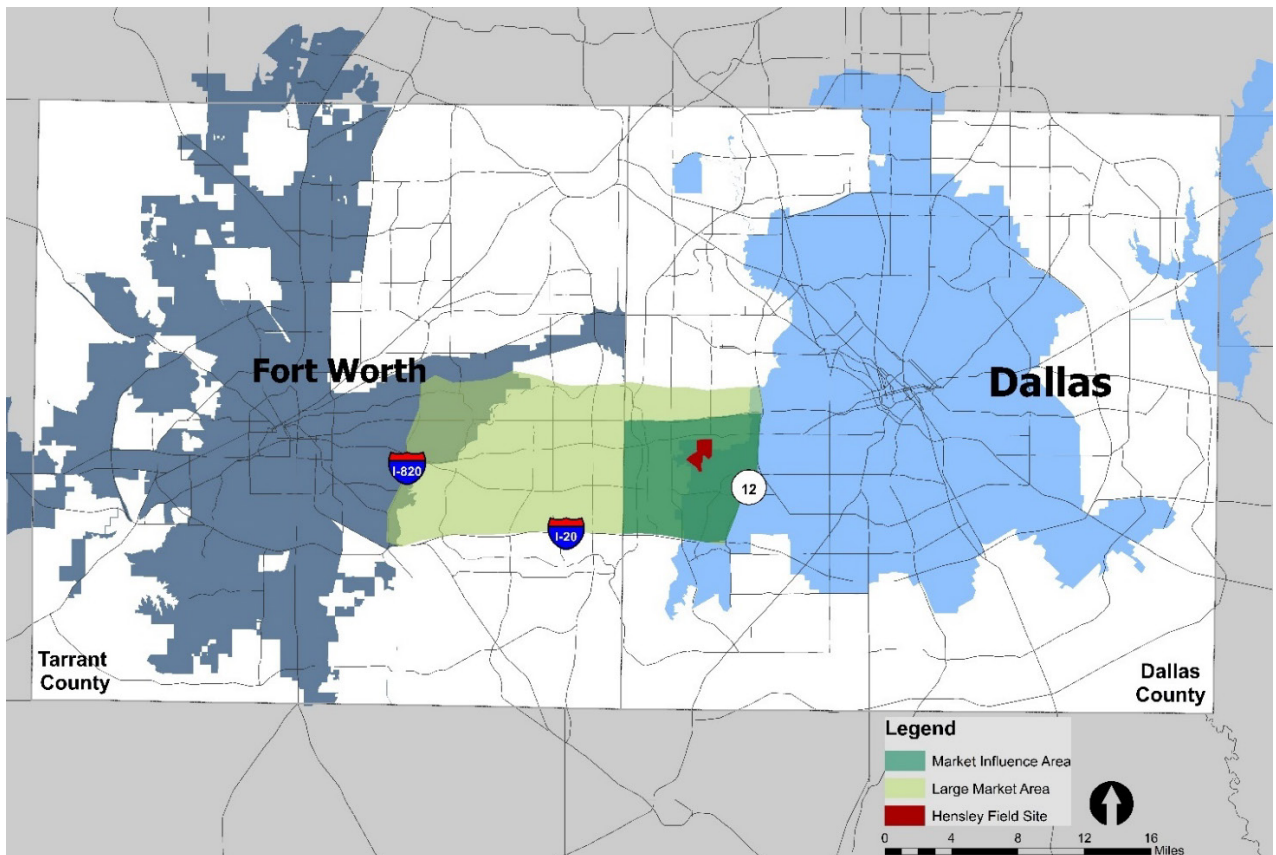 Fort Worth
Dallas
I-820
12
I-20
Tarrant
County
Dallas
County
Legend
Market Influence Area
Large Market Area
Hensley Field Site
0 4 8 12 16
Miles